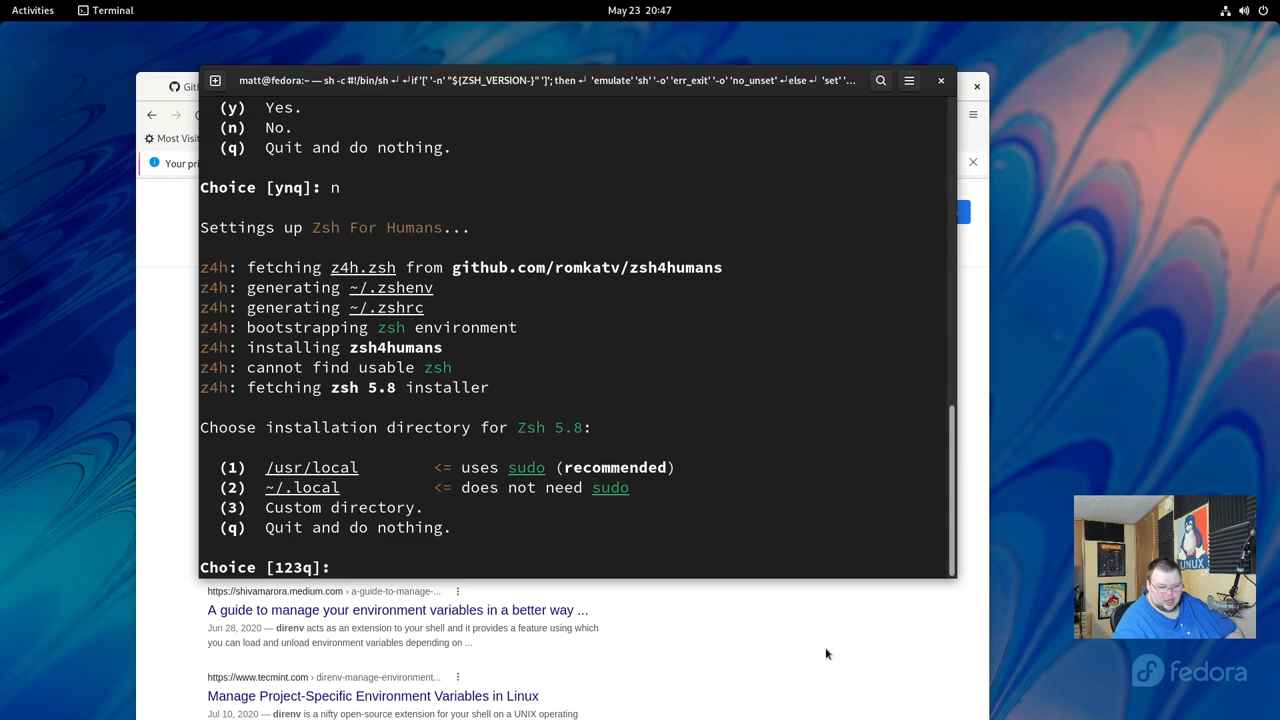 Activities
Terminal
May 23 20:47
matt@fedora:~ — sh -c #!/bin/sh ↵ ↵if '[' '-n' "${ZSH_VERSION-}" ']'; then ↵ 'emulate' 'sh' '-o' 'err_exit' '-o' 'no_unset' ↵else ↵ 'set' '...
(y) Yes.
(n) No.
(q) Quit and do nothing.
Choice [ynq]: n
Settings up Zsh For Humans...
z4h: fetching z4h.zsh from github.com/romkatv/zsh4humans
z4h: generating ~/.zshenv
z4h: generating ~/.zshrc
z4h: bootstrapping zsh environment
z4h: installing zsh4humans
z4h: cannot find usable zsh
z4h: fetching zsh 5.8 installer
Choose installation directory for Zsh 5.8:
(1) /usr/local <= uses sudo (recommended)
(2) ~/.local <= does not need sudo
(3) Custom directory.
(q) Quit and do nothing.
Choice [123q]:
Most Visit
Your pri
https://shivamarora.medium.com › a-guide-to-manage-...
A guide to manage your environment variables in a better way ...
Jun 28, 2020 — direnv acts as an extension to your shell and it provides a feature using which
you can load and unload environment variables depending on ...
https://www.tecmint.com › direnv-manage-environment...
Manage Project-Specific Environment Variables in Linux
Jul 10, 2020 — direnv is a nifty open-source extension for your shell on a UNIX operating
LINUX
fedora